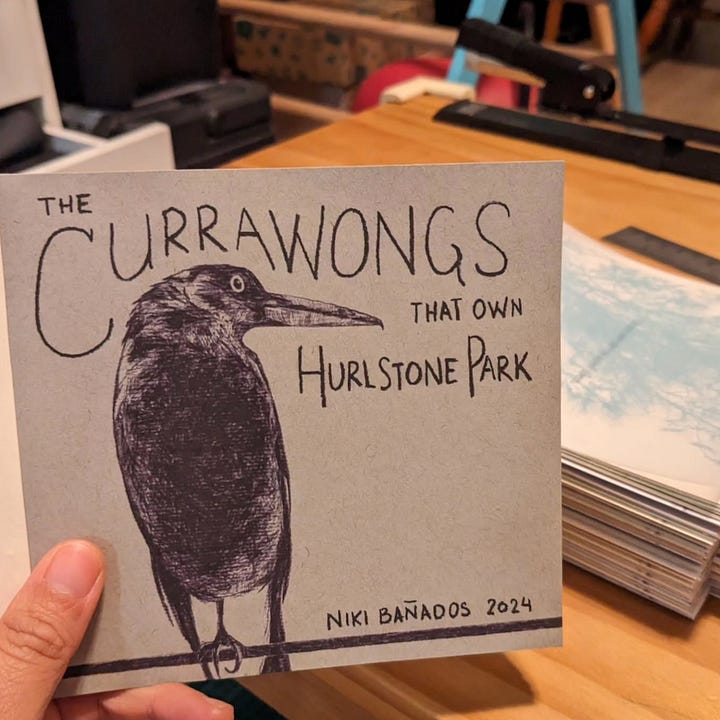 THE
CURRAWONGS
THAT OWN
HURLSTONE PARK
NIKI BAÑADOS 2024